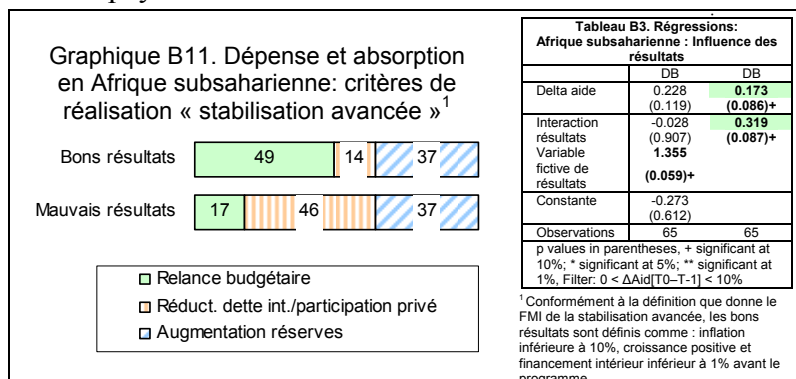 Graphique B11. Dépense et absorption
en Afrique subsaharienne: critères de
réalisation « stabilisation avancée »1
Bons résultats 49 14 37
Mauvais résultats 17 46 37
Relance budgétaire
Réduct. dette int./participation privé
Augmentation réserves
Tableau B3. Régressions:
Afrique subsaharienne : Influence des
résultats
DB DB
Delta aide 0.228 0.173
(0.119) (0.086)+
Interaction -0.028 0.319
résultats (0.907) (0.087)+
Variable 1.355
fictive de
résultats (0.059)+
Constante -0.273
(0.612)
Observations 65 65
p values in parentheses, + significant at
10%; * significant at 5%; ** significant at
1%, Filter: 0 < ΔAid[T0–T-1] < 10%
1 Conformément à la définition que donne le
FMI de la stabilisation avancée, les bons
résultats sont définis comme : inflation
inférieure à 10%, croissance positive et
financement intérieur inférieur à 1% avant le
programme